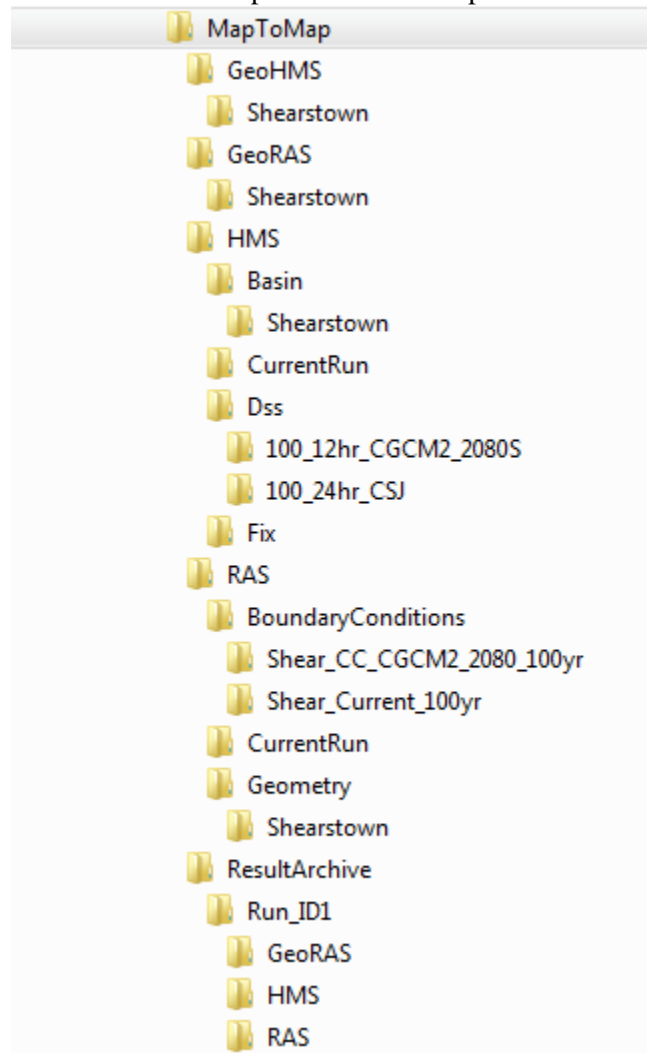 MapToMap
GeoHMS
Shearstown
GeoRAS
Shearstown
HMS
Basin
Shearstown
CurrentRun
Dss
100_12hr_CGCM2_2080S
100_24hr_CSJ
Fix
RAS
BoundaryConditions
Shear_CC_CGCM2_2080_100yr
Shear_Current_100yr
CurrentRun
Geometry
Shearstown
ResultArchive
Run_ID1
GeoRAS
HMS
RAS